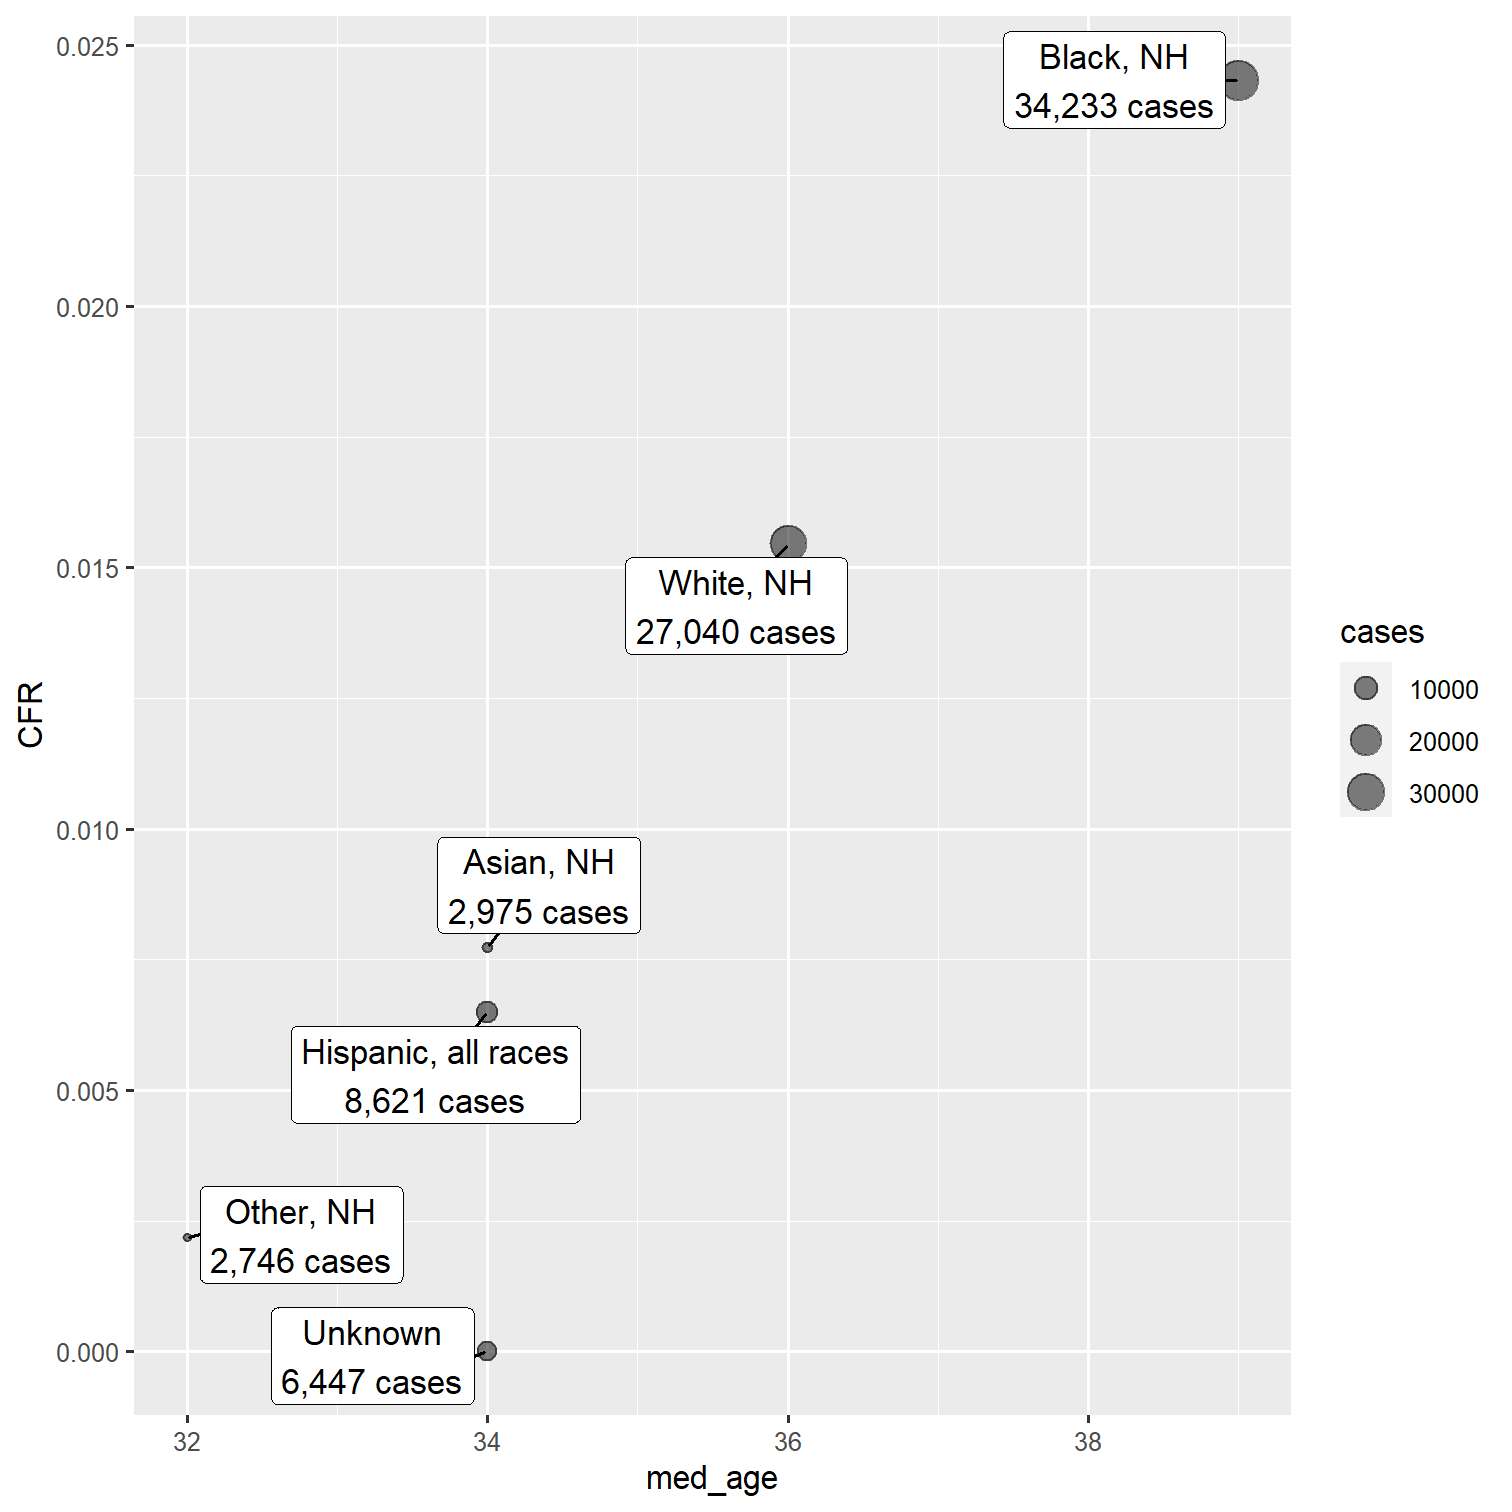 0.025
0.020
0.015
0.010
0.005
0.000
CFR
Black, NH
34,233 cases
White, NH
27,040 cases
Asian, NH
2,975 cases
Hispanic, all races
8,621 cases
Other, NH
2,746 cases
Unknown
6,447 cases
32 34 36 38
med_age
cases
10000
20000
30000